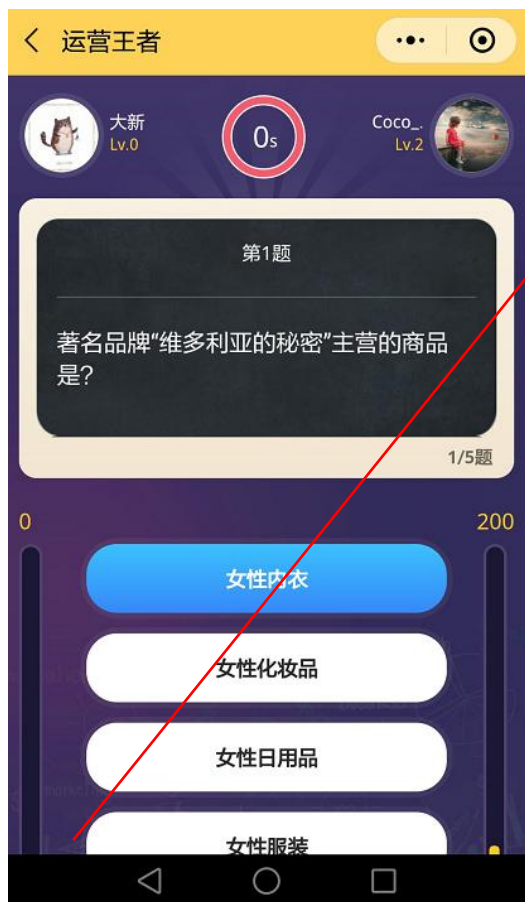 运营王者
大新
Lv.0
0s
Coco_.
Lv.2
第1题
著名品牌“维多利亚的秘密”主营的商品
是?
1/5题
0
200
女性内衣
女性化妆品
女性日用品
女性服装